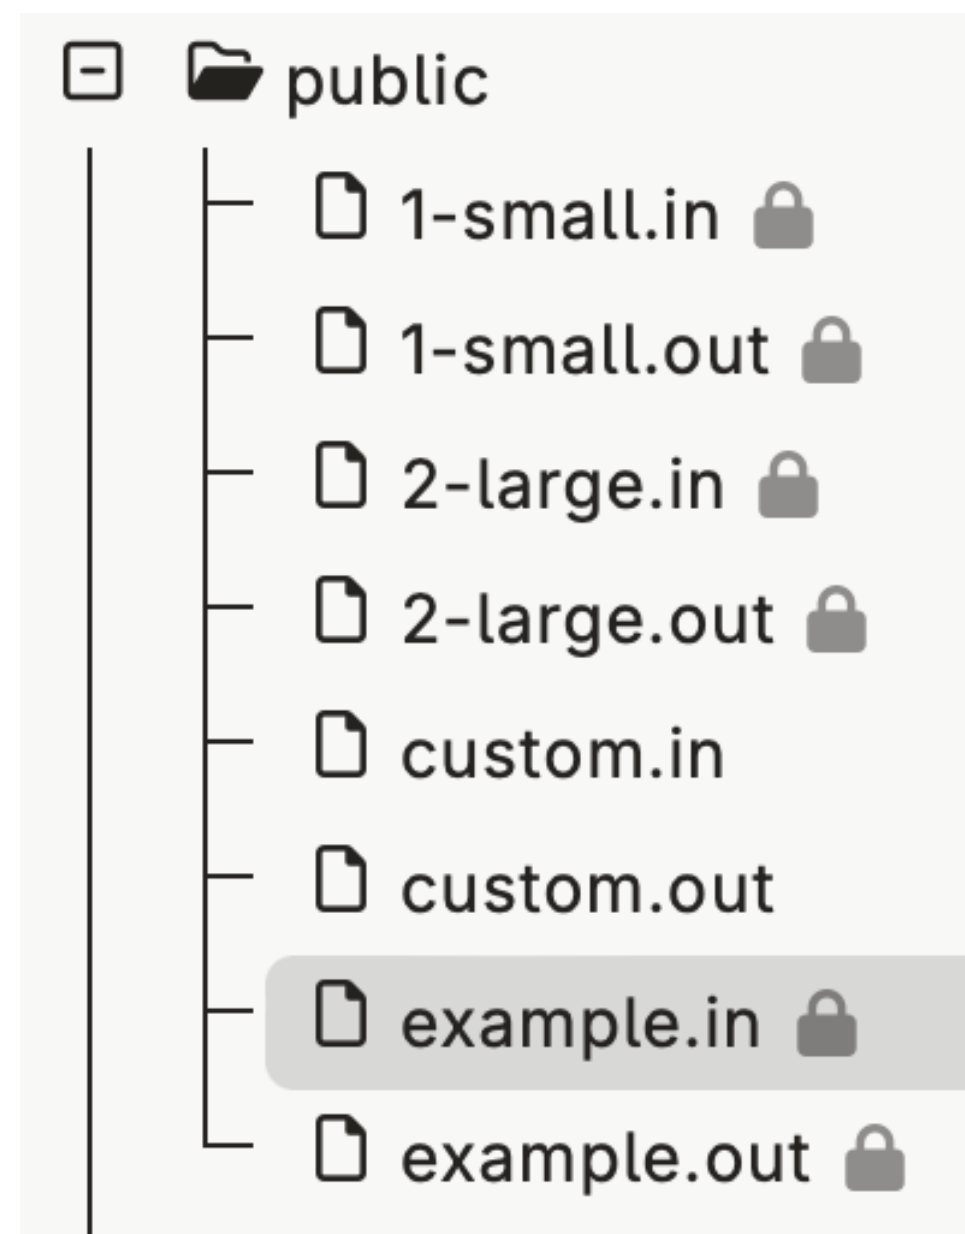 public
1-small.in
1-small.out
2-large.in
2-large.out
custom.in
custom.out
example.in
example.out